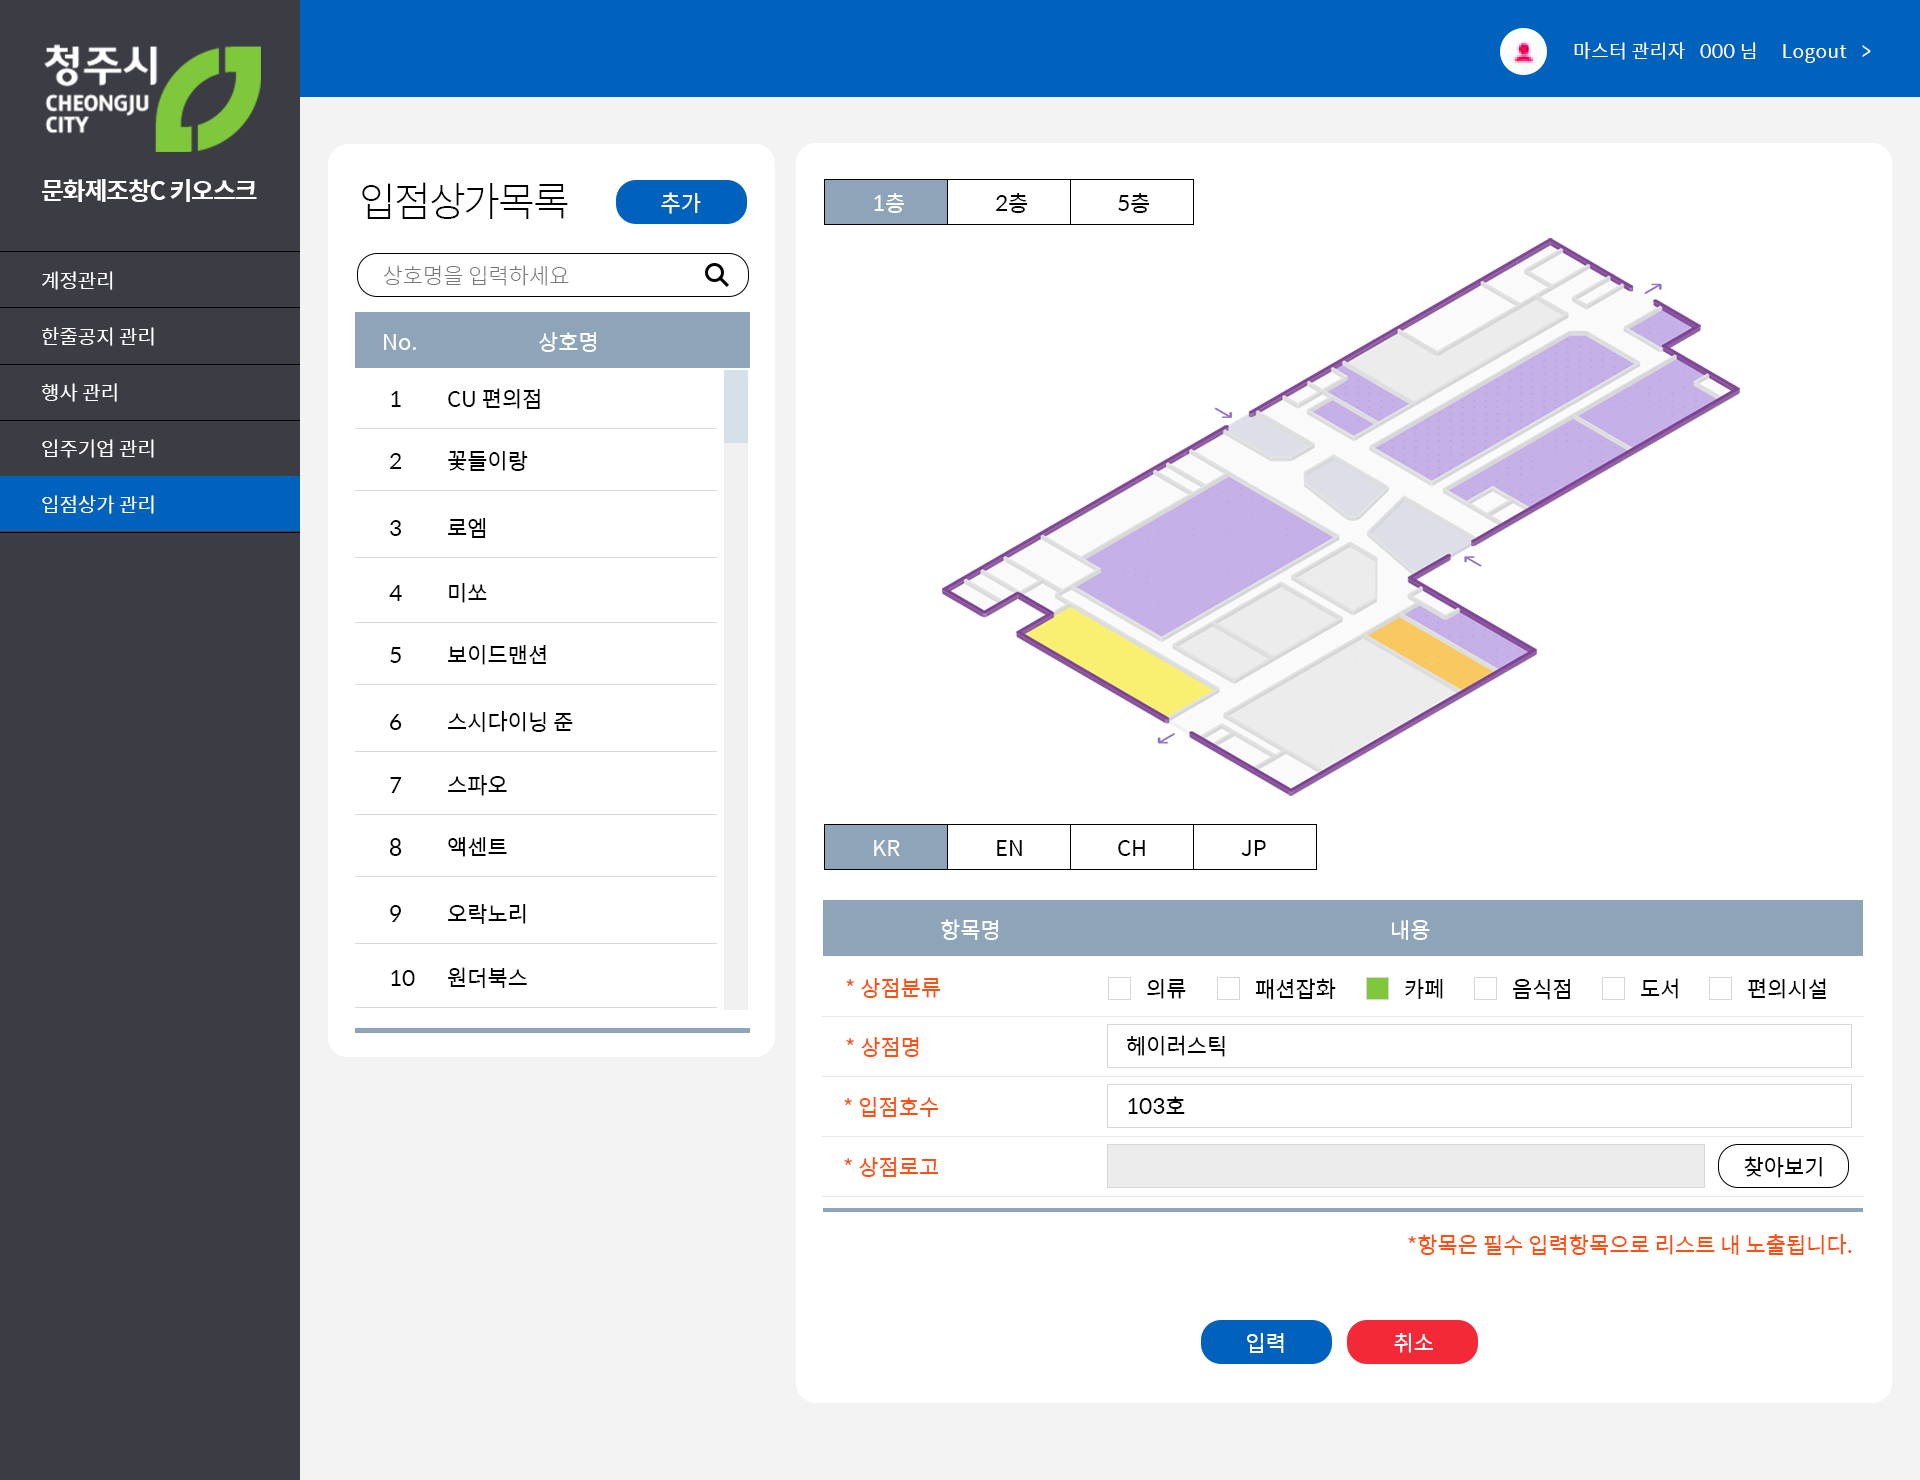 청주시
CHEONGJU
CITY
문화제조창C 키오스크
계정관리
한줄공지 관리
행사 관리
입주기업 관리
입점상가 관리
마스터 관리자 000 님 Logout >
입점상가목록 추가
상호명을 입력하세요
No. 상호명
1 CU 편의점
2 꽃들이랑
3 로엠
4 미쏘
5 보이드맨션
6 스시다이닝 준
7 스파오
8 액센트
9 오락노리
10 원더북스
1층 2층 5층
KR EN CH JP
항목명 내용
* 상점분류 의류 패션잡화 카페 음식점 도서 편의시설
* 상점명 헤이러스틱
* 입점호수 103호
* 상점로고 찾아보기
*항목은 필수 입력항목으로 리스트 내 노출됩니다.
입력 취소